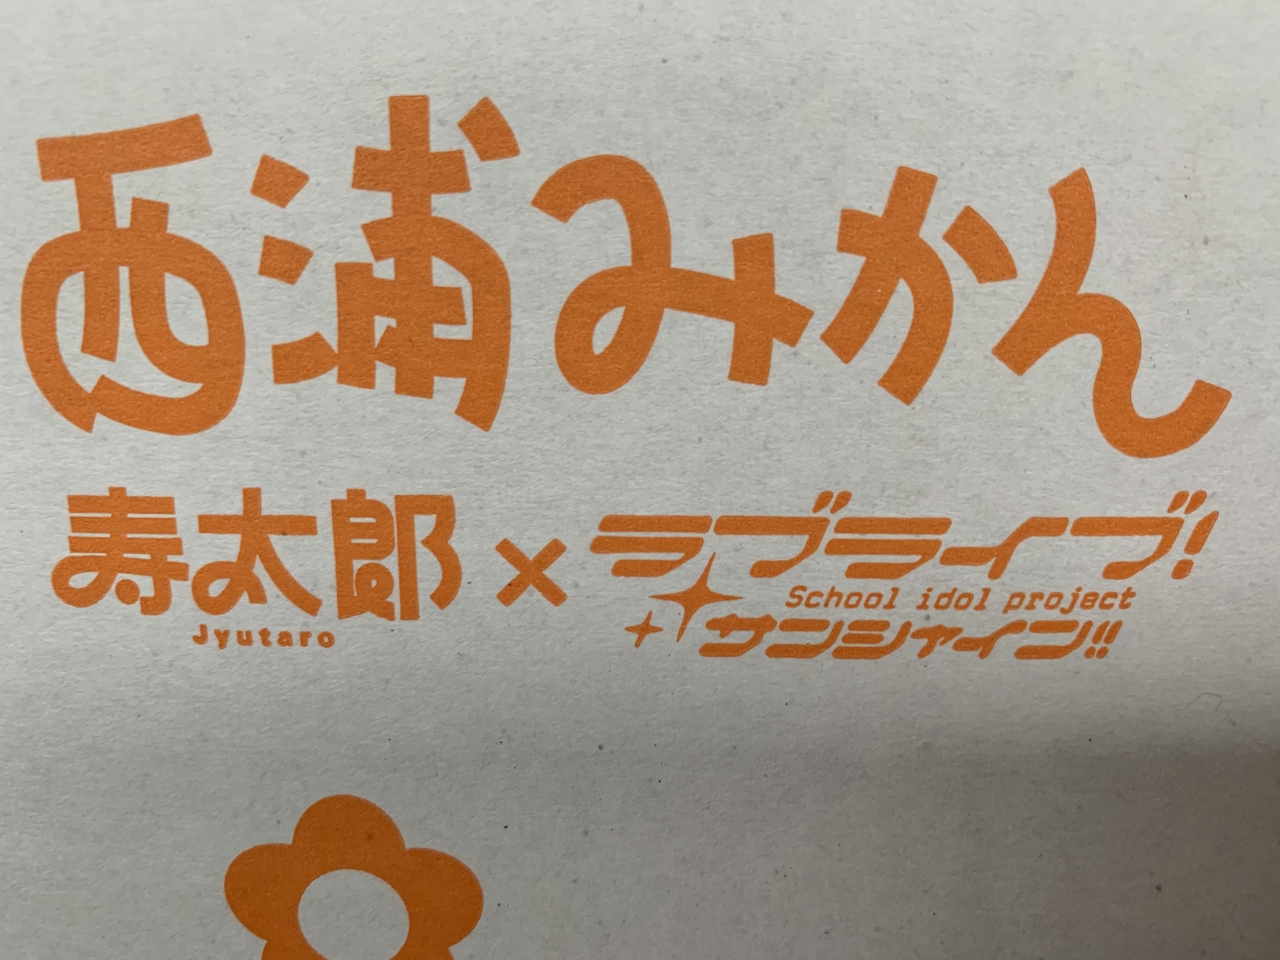 西浦みかん
寿太郎×ラブライブ!
School idol project
サンシャイン!!
Jyutaro